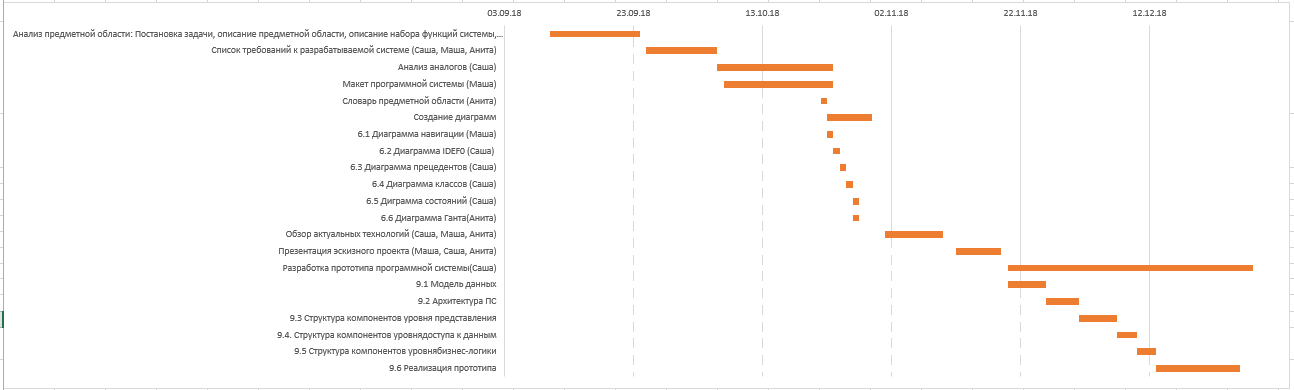 03.09.18 23.09.18 13.10.18 02.11.18 22.11.18 12.12.18
Анализ предметной области: Постановка задачи, описание предметной области, описание набора функций системы,...
Список требований к разрабатываемой системе (Саша, Маша, Анита)
Анализ аналогов (Саша)
Макет программной системы (Маша)
Словарь предметной области (Анита)
Создание диаграмм
6.1 Диаграмма навигации (Маша)
6.2 Диаграмма IDEF0 (Саша)
6.3 Диаграмма прецедентов (Саша)
6.4 Диаграмма классов (Саша)
6.5 Диграмма состояний (Саша)
6.6 Диаграмма Ганта(Анита)
Обзор актуальных технологий (Саша, Маша, Анита)
Презентация эскизного проекта (Маша, Саша, Анита)
Разработка прототипа программной системы(Саша)
9.1 Модель данных
9.2 Архитектура ПС
9.3 Структура компонентов уровня представления
9.4. Структура компонентов уровнядоступа к данным
9.5 Структура компонентов уровнябизнес-логики
9.6 Реализация прототипа